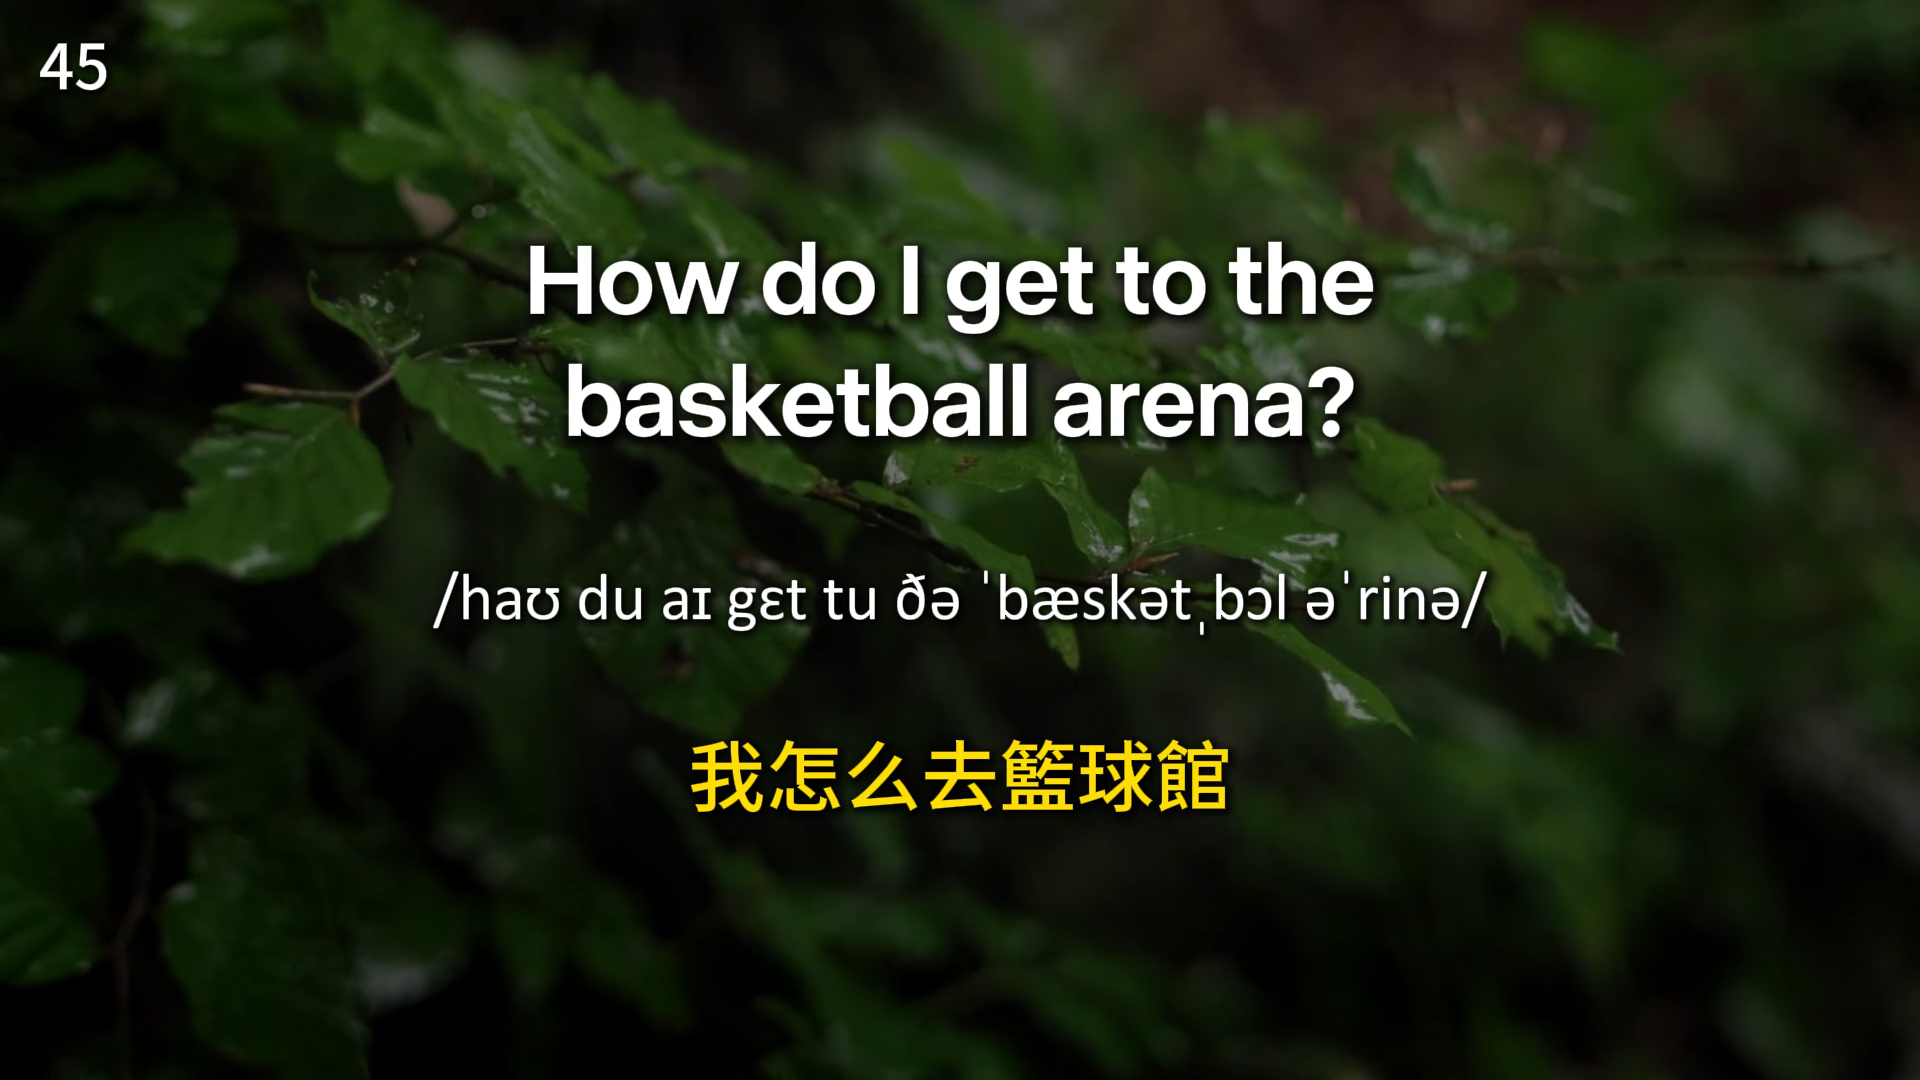 45
How do I get to the
basketball arena?
/haʊ du aɪ gɛt tu ðə ˈbæskətˌbɔl əˈrinə/
我怎么去籃球館